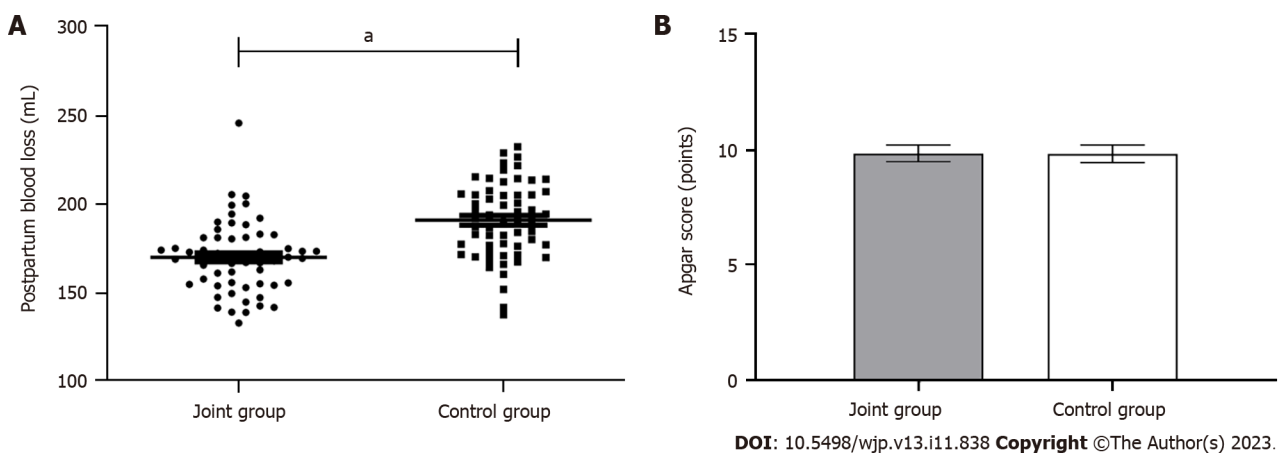 A
Postpartum blood loss (mL)
300
250
200
150
100
a
Joint group
Control group
B
Apgar score (points)
15
10
5
0
Joint group
Control group
DOI: 10.5498/wjp.v13.i11.838 Copyright ©The Author(s) 2023.